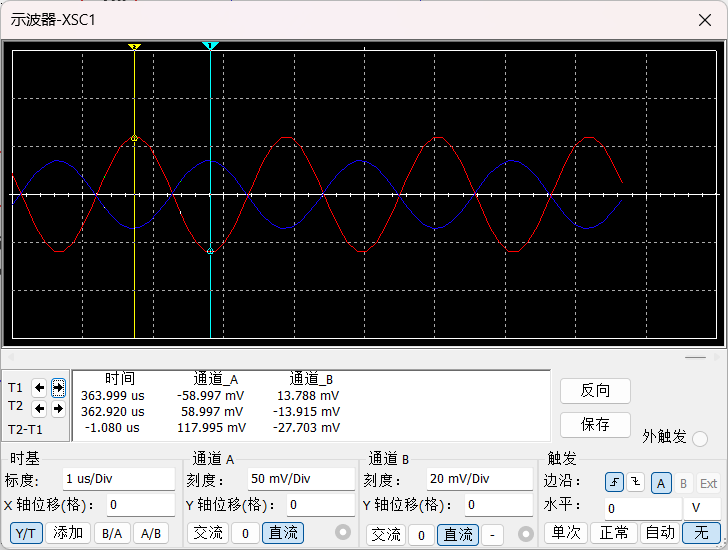 示波器-XSC1
2 1
时间 通道_A 通道_B
T1 363.999 us -58.997 mV 13.788 mV
T2 362.920 us 58.997 mV -13.915 mV
T2-T1 -1.080 us 117.995 mV -27.703 mV
反向
保存
外触发
时基 通道 A 通道 B 触发
标度: 1 us/Div 刻度: 50 mV/Div 刻度: 20 mV/Div 边沿: A B Ext
X 轴位移(格): 0 Y 轴位移(格): 0 Y 轴位移(格): 0 水平: 0 V
Y/T 添加 B/A A/B 交流 0 直流 交流 0 直流 - 单次 正常 自动 无